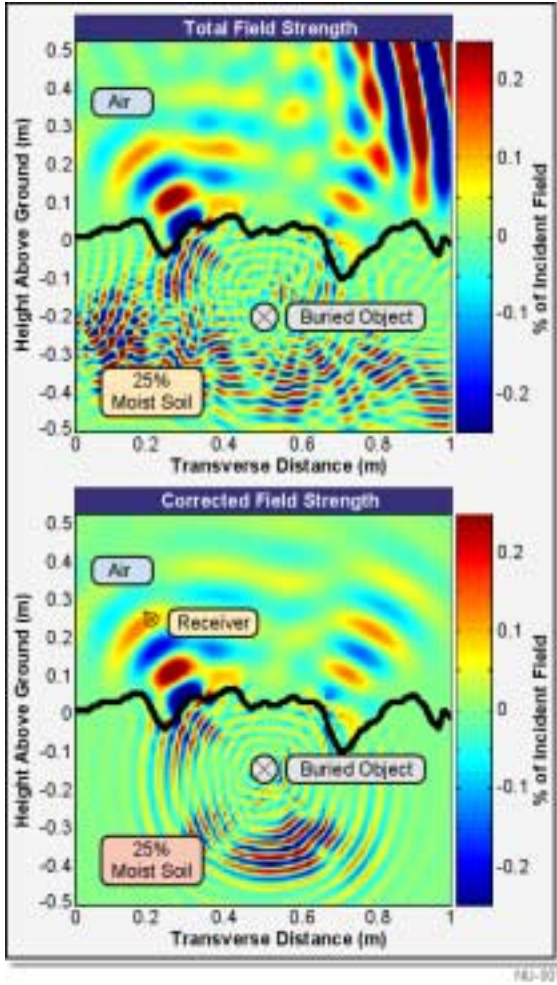 Total Field Strength
0.5
0.4
0.3
0.2
0.1
0
-0.1
-0.2
-0.3
-0.4
-0.5
Height Above Ground (m)
Air
Buried Object
25%
Moist Soil
0 0.2 0.4 0.6 0.8 1
Transverse Distance (m)
0.2
0.1
0
-0.1
-0.2
% of Incident Field
Corrected Field Strength
0.5
0.4
0.3
0.2
0.1
0
-0.1
-0.2
-0.3
-0.4
-0.5
Height Above Ground (m)
Air
Receiver
Buried Object
25%
Moist Soil
0 0.2 0.4 0.6 0.8 1
Transverse Distance (m)
0.2
0.1
0
-0.1
-0.2
% of Incident Field